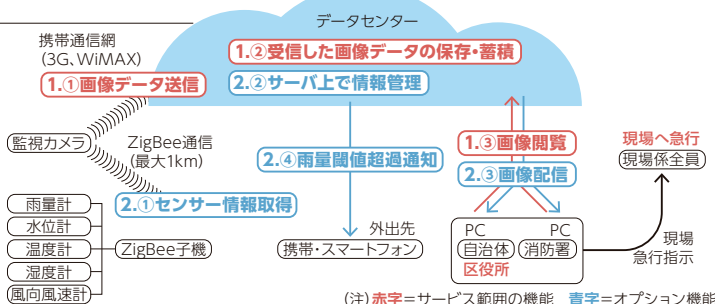 データセンター
携帯通信網
(3G、WiMAX)
1.①画像データ送信
1.②受信した画像データの保存・蓄積
2.②サーバ上で情報管理
監視カメラ
ZigBee通信
(最大1km)
2.①センサー情報取得
2.④雨量閾値超過通知
1.③画像閲覧
2.③画像配信
現場へ急行
現場係全員
雨量計
水位計
温度計
湿度計
風向風速計
ZigBee子機
外出先
携帯・スマートフォン
PC
PC
自治体
消防署
区役所
現場
急行指示
(注)赤字=サービス範囲の機能 青字=オプション機能